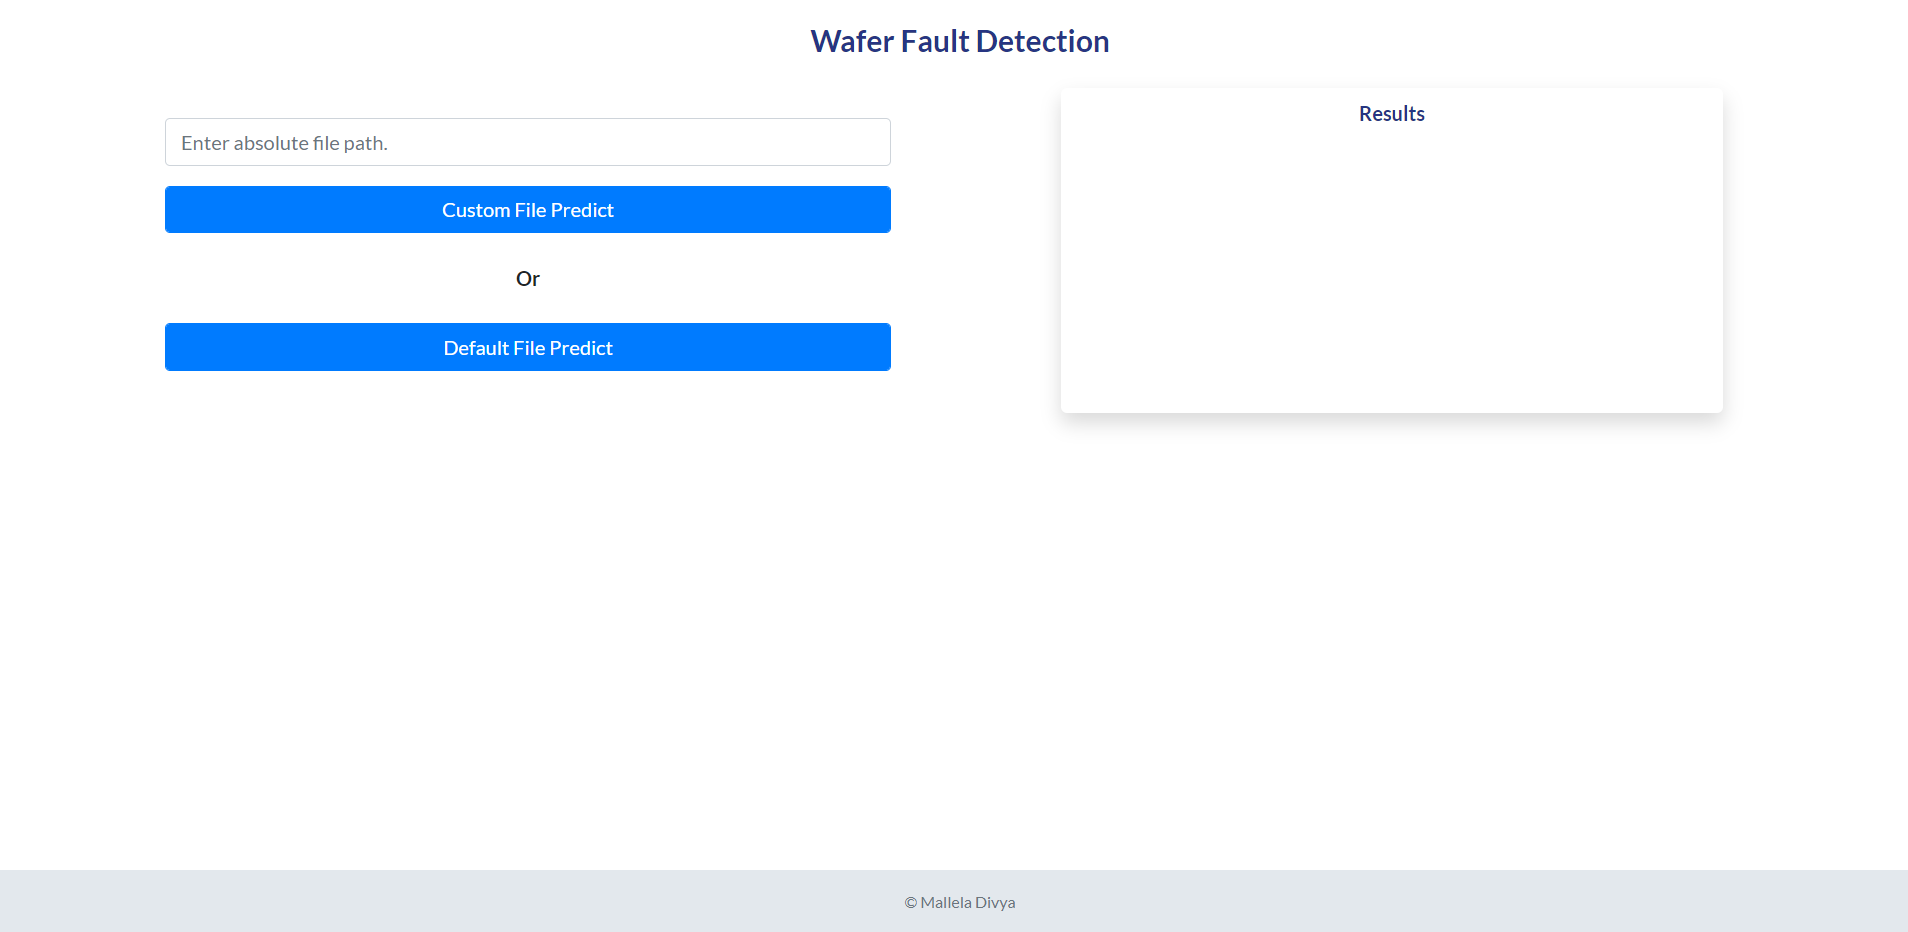 Wafer Fault Detection
Enter absolute file path.
Custom File Predict
Or
Default File Predict
Results
© Mallela Divya